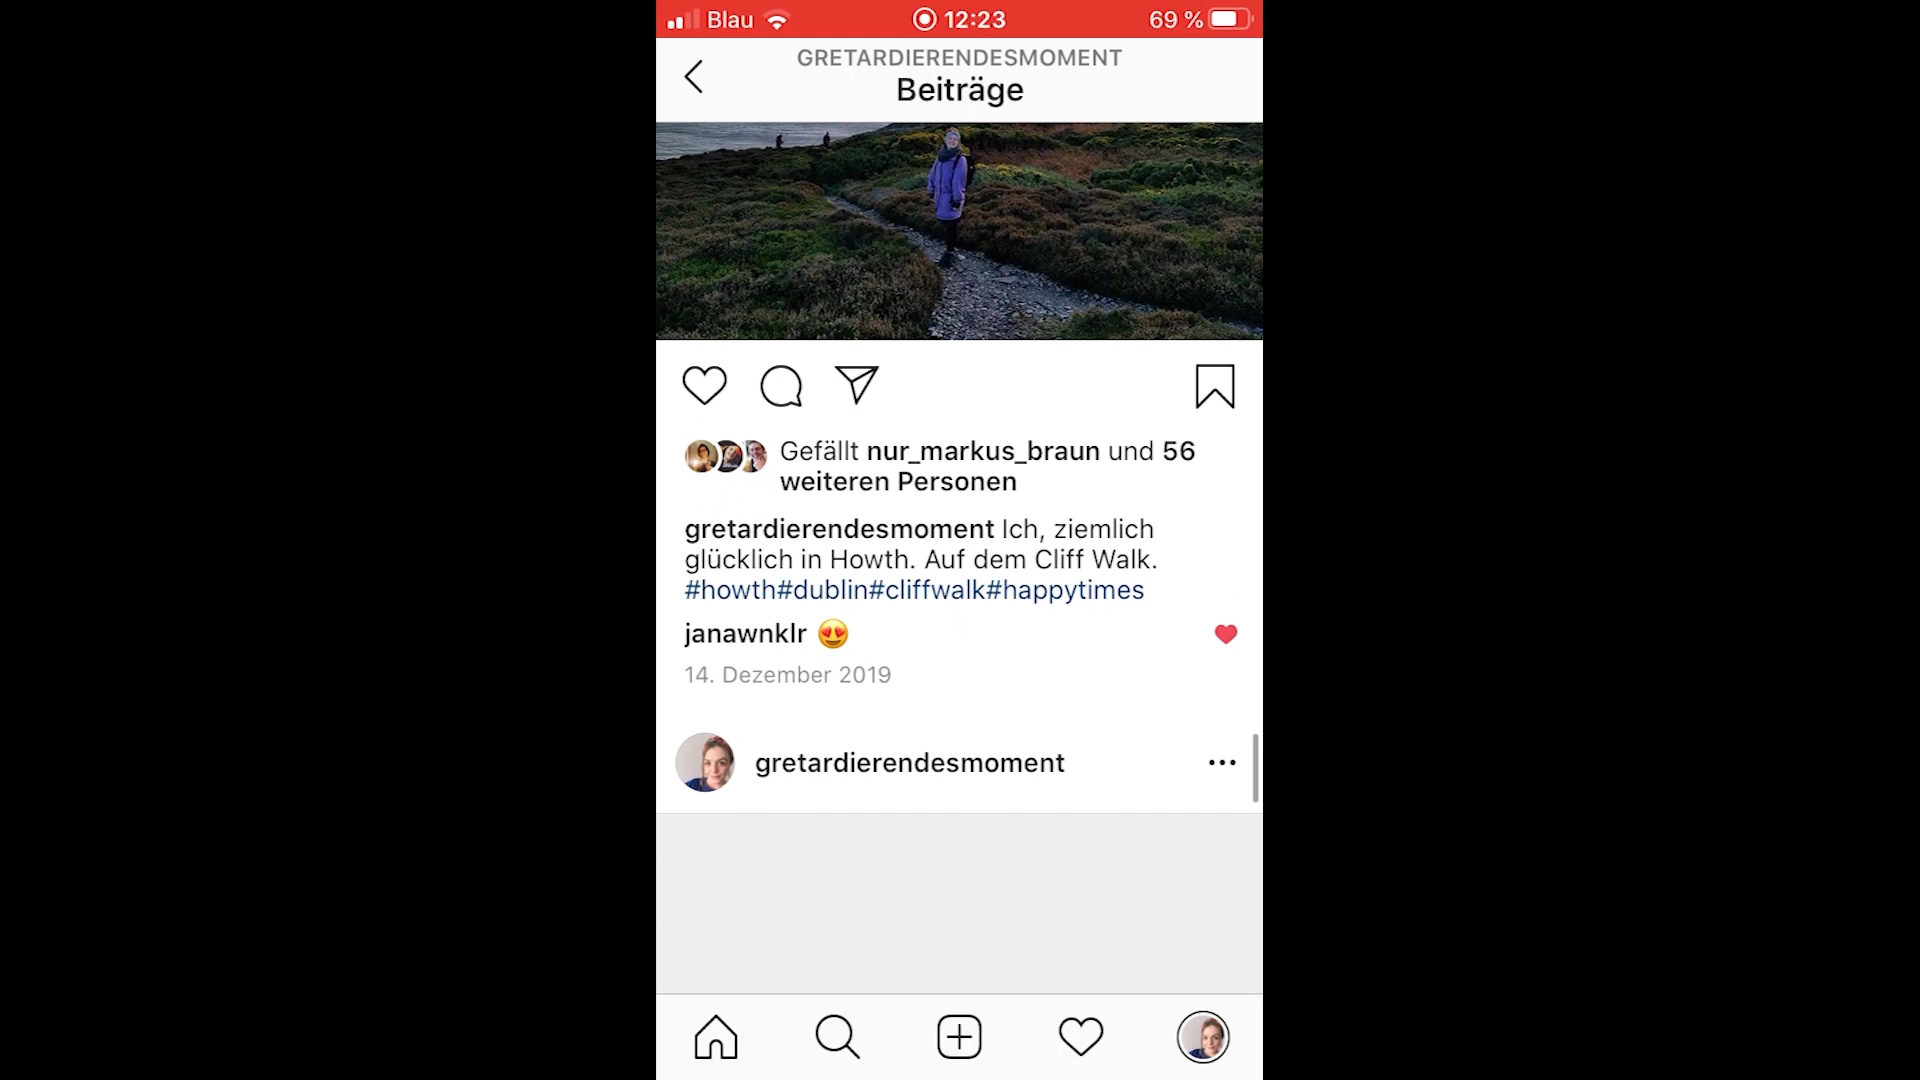 Blau 12:23 69 %
GRETARDIERENDESMOMENT
Beiträge
Gefällt nur_markus_braun und 56
weiteren Personen
gretardierendesmoment Ich, ziemlich
glücklich in Howth. Auf dem Cliff Walk.
#howth#dublin#cliffwalk#happytimes
janawnklr 😍
14. Dezember 2019
gretardierendesmoment